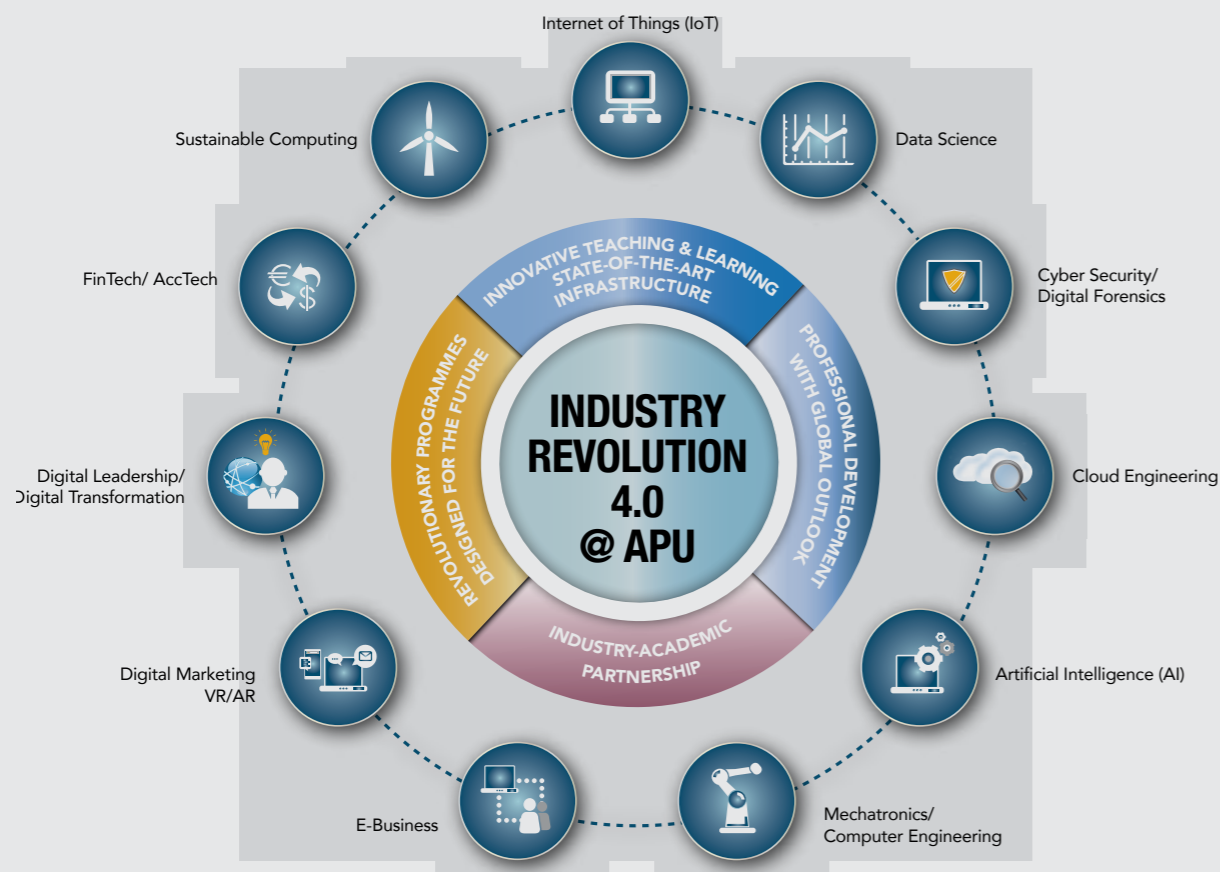 Internet of Things (IoT)
Sustainable Computing
Data Science
FinTech/ AccTech
Cyber Security/
Digital Forensics
INNOVATIVE TEACHING & LEARNING
STATE-OF-THE-ART
INFRASTRUCTURE
REVOLUTIONARY PROGRAMMES
DESIGNED FOR THE FUTURE
PROFESSIONAL DEVELOPMENT
WITH GLOBAL OUTLOOK
INDUSTRY
REVOLUTION
4.0
@ APU
INDUSTRY-ACADEMIC
PARTNERSHIP
Digital Leadership/
Digital Transformation
Cloud Engineering
Digital Marketing
VR/AR
Artificial Intelligence (AI)
E-Business
Mechatronics/
Computer Engineering